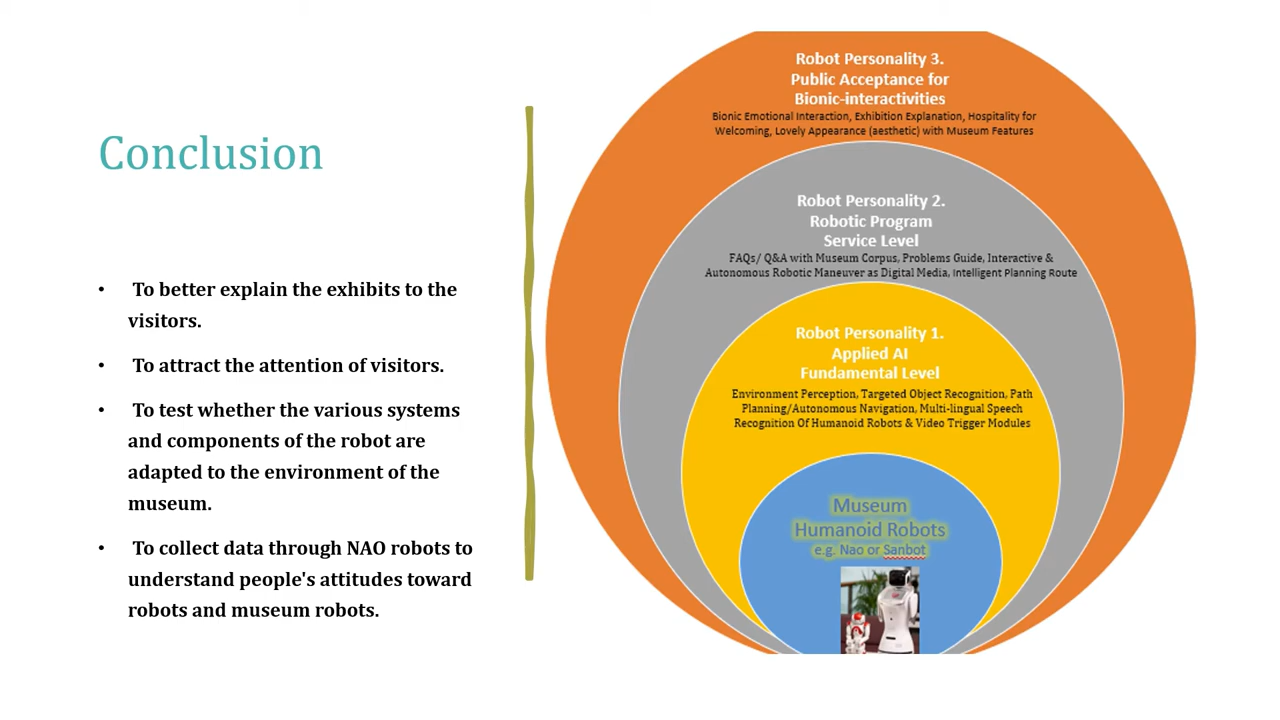 Conclusion
• To better explain the exhibits to the
visitors.
• To attract the attention of visitors.
• To test whether the various systems
and components of the robot are
adapted to the environment of the
museum.
• To collect data through NAO robots to
understand people's attitudes toward
robots and museum robots.
Robot Personality 3.
Public Acceptance for
Bionic-interactivities
Bionic Emotional Interaction, Exhibition Explanation, Hospitality for
Welcoming, Lovely Appearance (aesthetic) with Museum Features
Robot Personality 2.
Robotic Program
Service Level
FAQs/ Q&A with Museum Corpus, Problems Guide, Interactive &
Autonomous Robotic Maneuver as Digital Media, Intelligent Planning Route
Robot Personality 1.
Applied AI
Fundamental Level
Environment Perception, Targeted Object Recognition, Path
Planning/Autonomous Navigation, Multi-lingual Speech
Recognition Of Humanoid Robots & Video Trigger Modules
Museum
Humanoid Robots
e.g. Nao or Sanbot